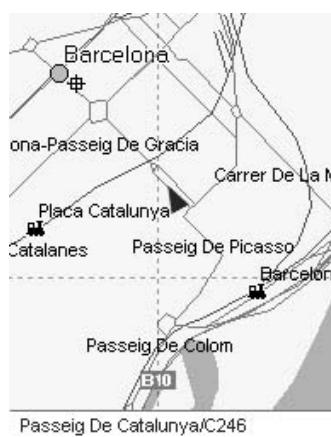 Barcelona
ona-Passeig De Gracia
Carrer De La M
Placa Catalunya
Catalanes
Passeig De Picasso
Barcelon
Passeig De Colom
B10
Passeig De Catalunya/C246